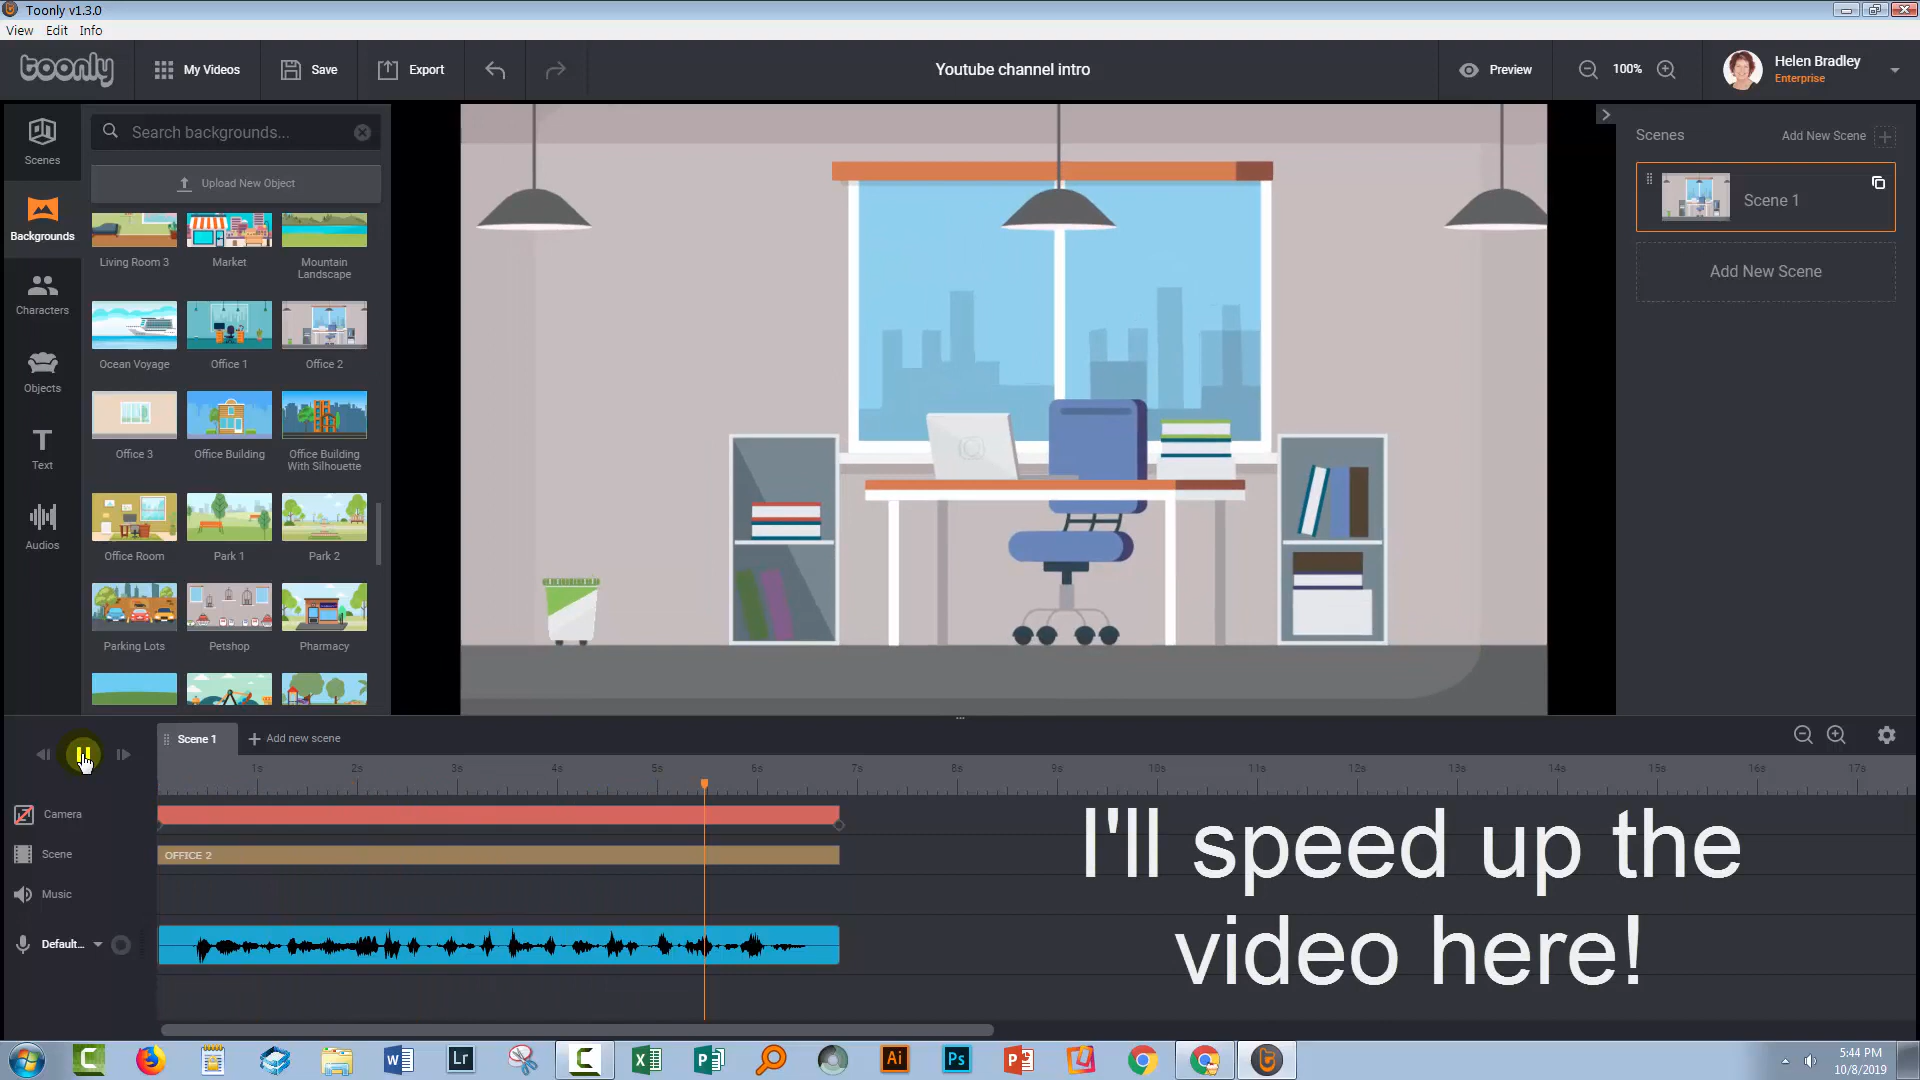 Toonly v1.3.0
View Edit Info
toonly
My Videos
Save
Export
Youtube channel intro
Preview
100%
Helen Bradley
Enterprise
Scenes
Backgrounds
Characters
Objects
Text
Audios
Search backgrounds...
Upload New Object
Living Room 3
Market
Mountain
Landscape
Ocean Voyage
Office 1
Office 2
Office 3
Office Building
Office Building
With Silhouette
Office Room
Park 1
Park 2
Parking Lots
Petshop
Pharmacy
Scenes
Add New Scene
Scene 1
Add New Scene
Scene 1
Add new scene
1s 2s 3s 4s 5s 6s 7s 8s 9s 10s 11s 12s 13s 14s 15s 16s 17s
Camera
Scene
OFFICE 2
Music
Default...
I'll speed up the
video here!
Lr
Ai
Ps
5:44 PM
10/8/2019